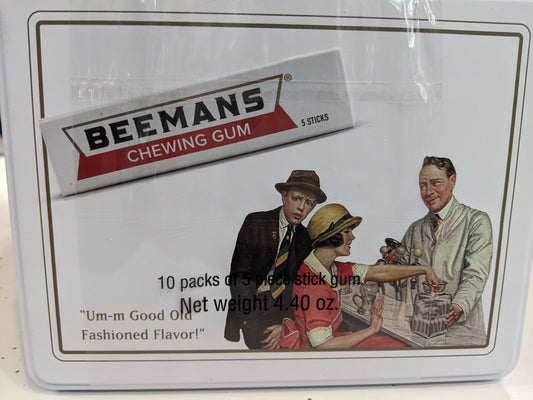 BEEMANS®
CHEWING GUM
5 STICKS
10 packs of 5 piece stick gum
Net weight 4.40 oz.
"Um-m Good Old
Fashioned Flavor!"